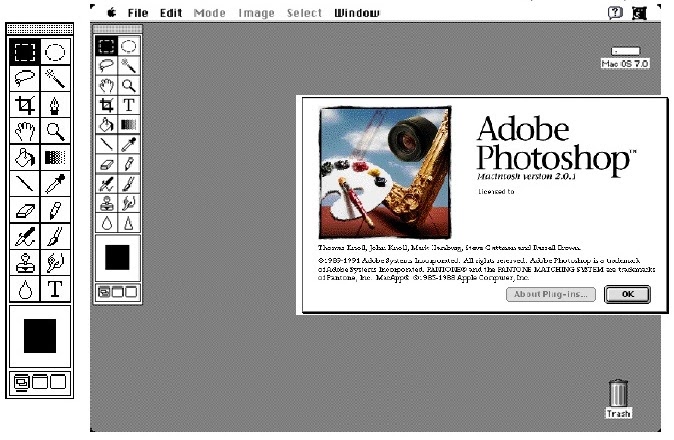 File Edit Mode Image Select Window
Mac OS 7.0
Adobe
Photoshop™
Macintosh version 2.0.1
Licensed to
Thomas Knoll, John Knoll, Mark Hamburg, Steve Guttman and Russell Brown.
©1989-1991 Adobe Systems Incorporated. All rights reserved. Adobe Photoshop is a trademark
of Adobe Systems Incorporated. PANTONE® and the PANTONE MATCHING SYSTEM are trademarks
of Pantone, Inc. MacApp® ©1985-1988 Apple Computer, Inc.
About Plug-ins...
OK
Trash
T
T